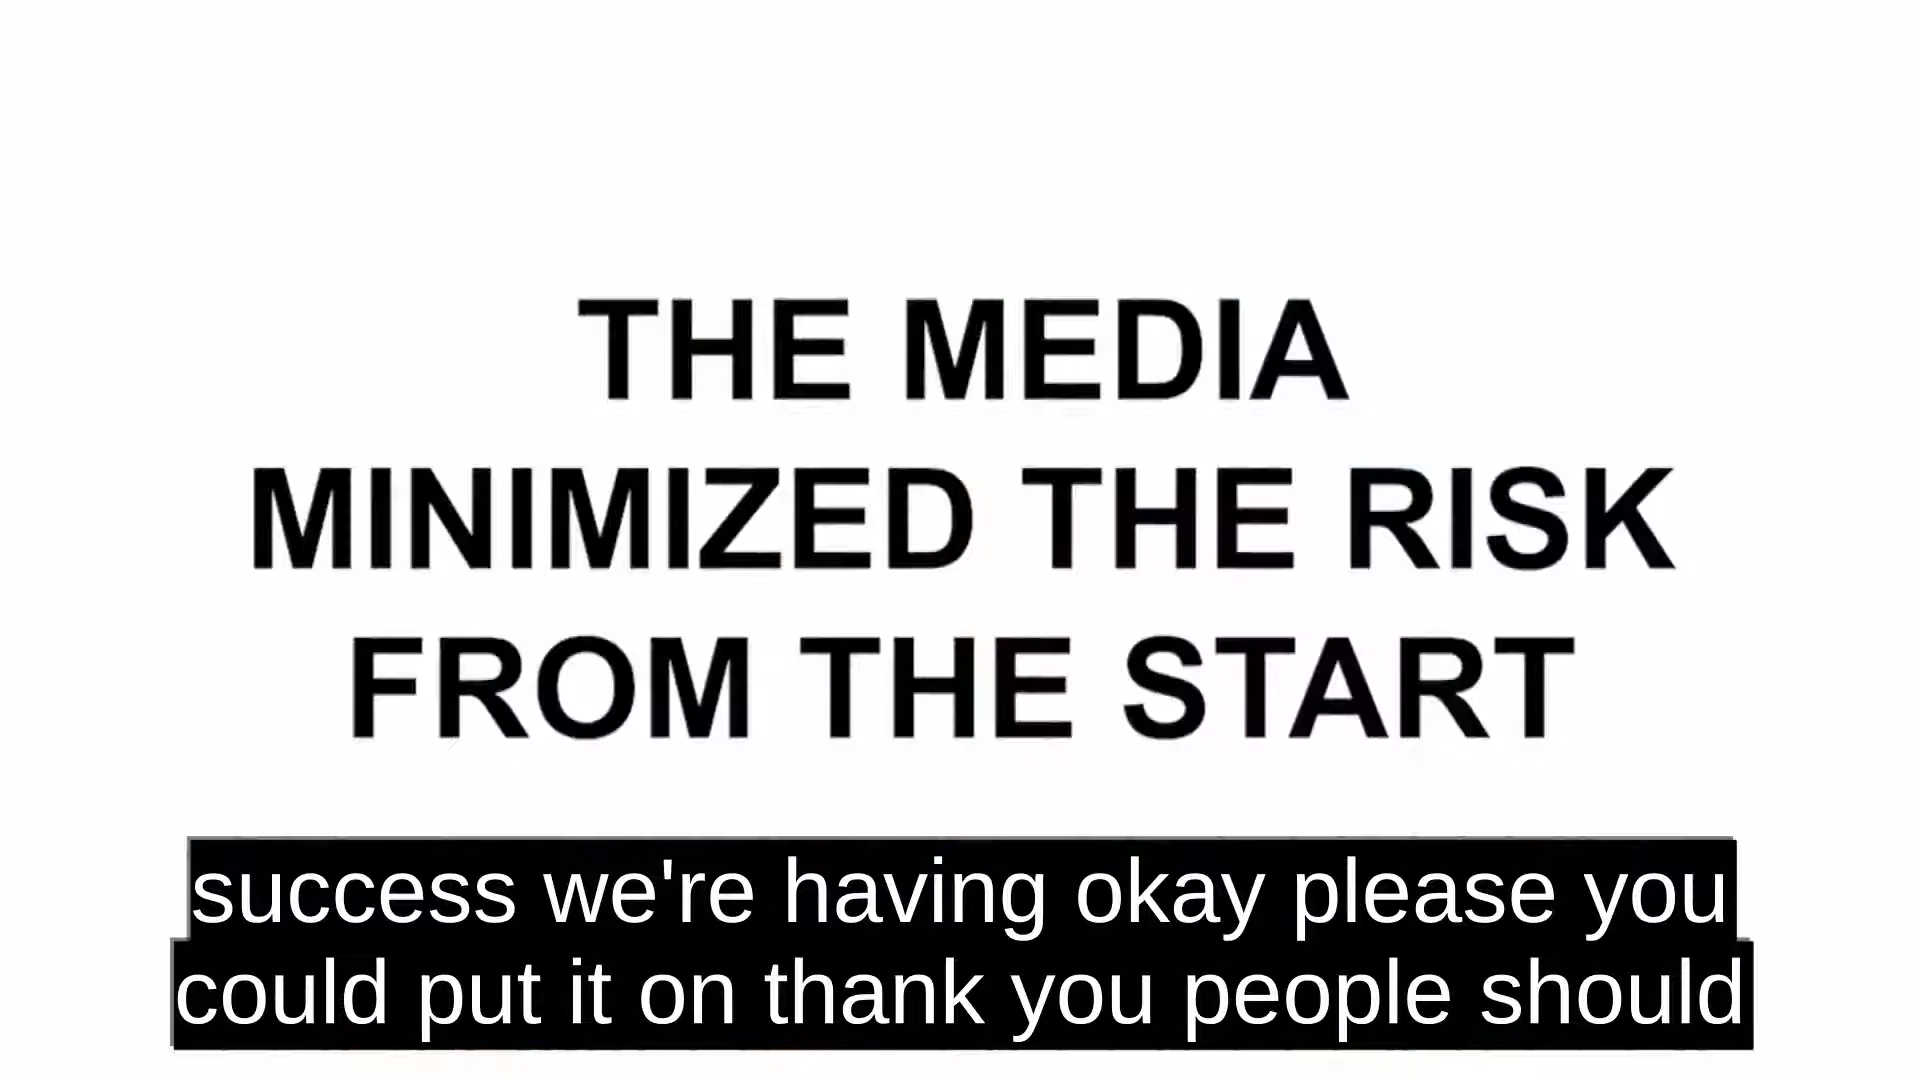 THE MEDIA
MINIMIZED THE RISK
FROM THE START
success we're having okay please you
could put it on thank you people should